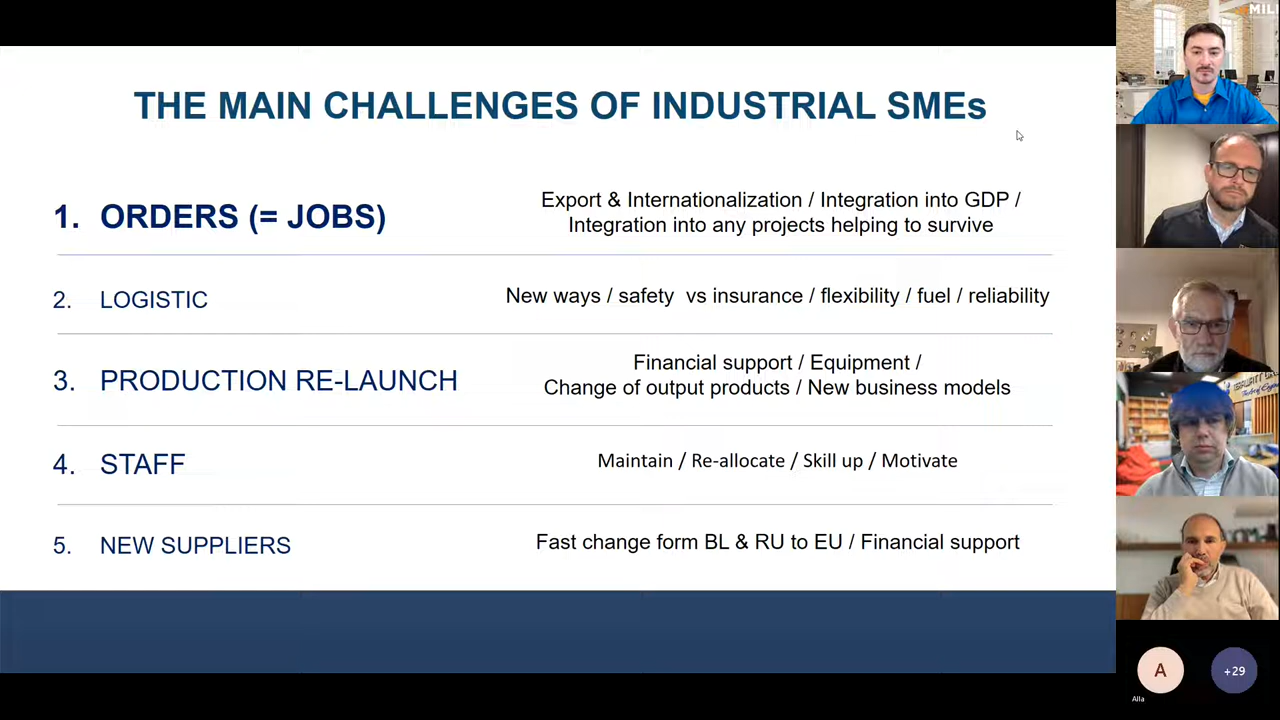 THE MAIN CHALLENGES OF INDUSTRIAL SMEs
1. ORDERS (= JOBS)
Export & Internationalization / Integration into GDP /
Integration into any projects helping to survive
2. LOGISTIC
New ways / safety vs insurance / flexibility / fuel / reliability
3. PRODUCTION RE-LAUNCH
Financial support / Equipment /
Change of output products / New business models
4. STAFF
Maintain / Re-allocate / Skill up / Motivate
5. NEW SUPPLIERS
Fast change form BL & RU to EU / Financial support
MIL
A
Alla
+29